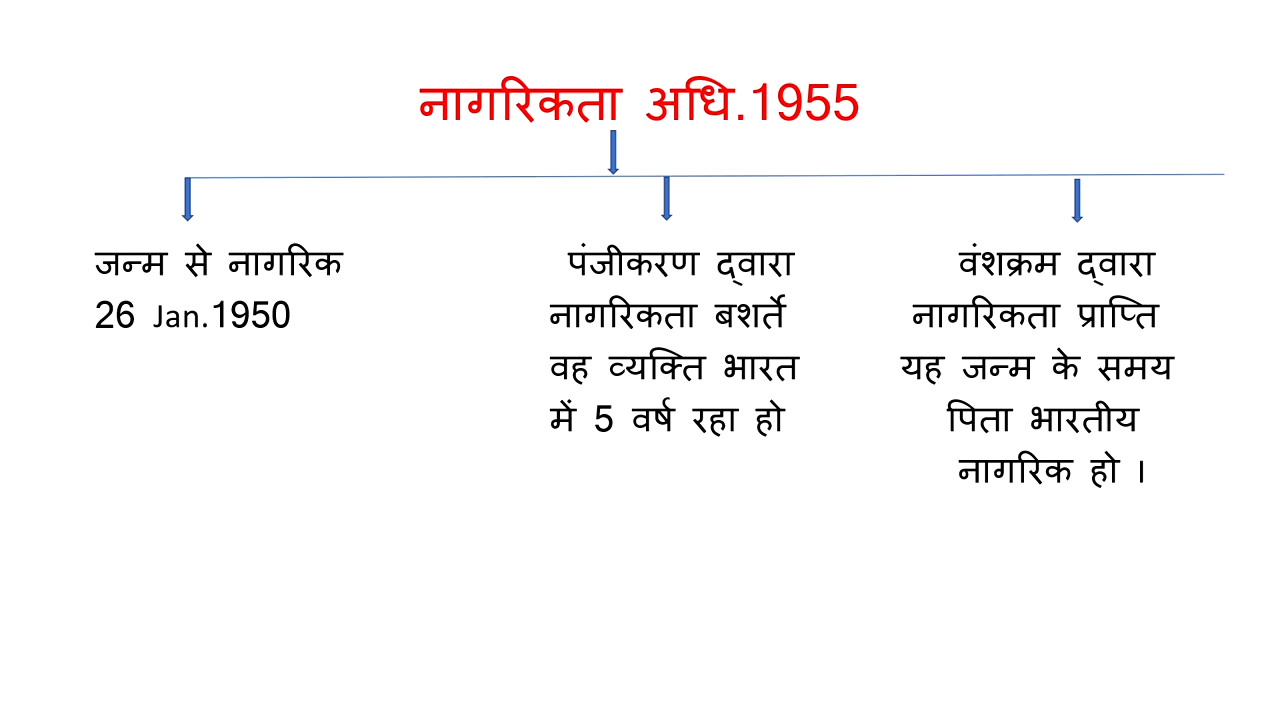 नागरिकता अधि.1955
जन्म से नागरिक
26 Jan.1950
पंजीकरण द्वारा
नागरिकता बशर्ते
वह व्यक्ति भारत
में 5 वर्ष रहा हो
वंशक्रम द्वारा
नागरिकता प्राप्ति
यह जन्म के समय
पिता भारतीय
नागरिक हो ।